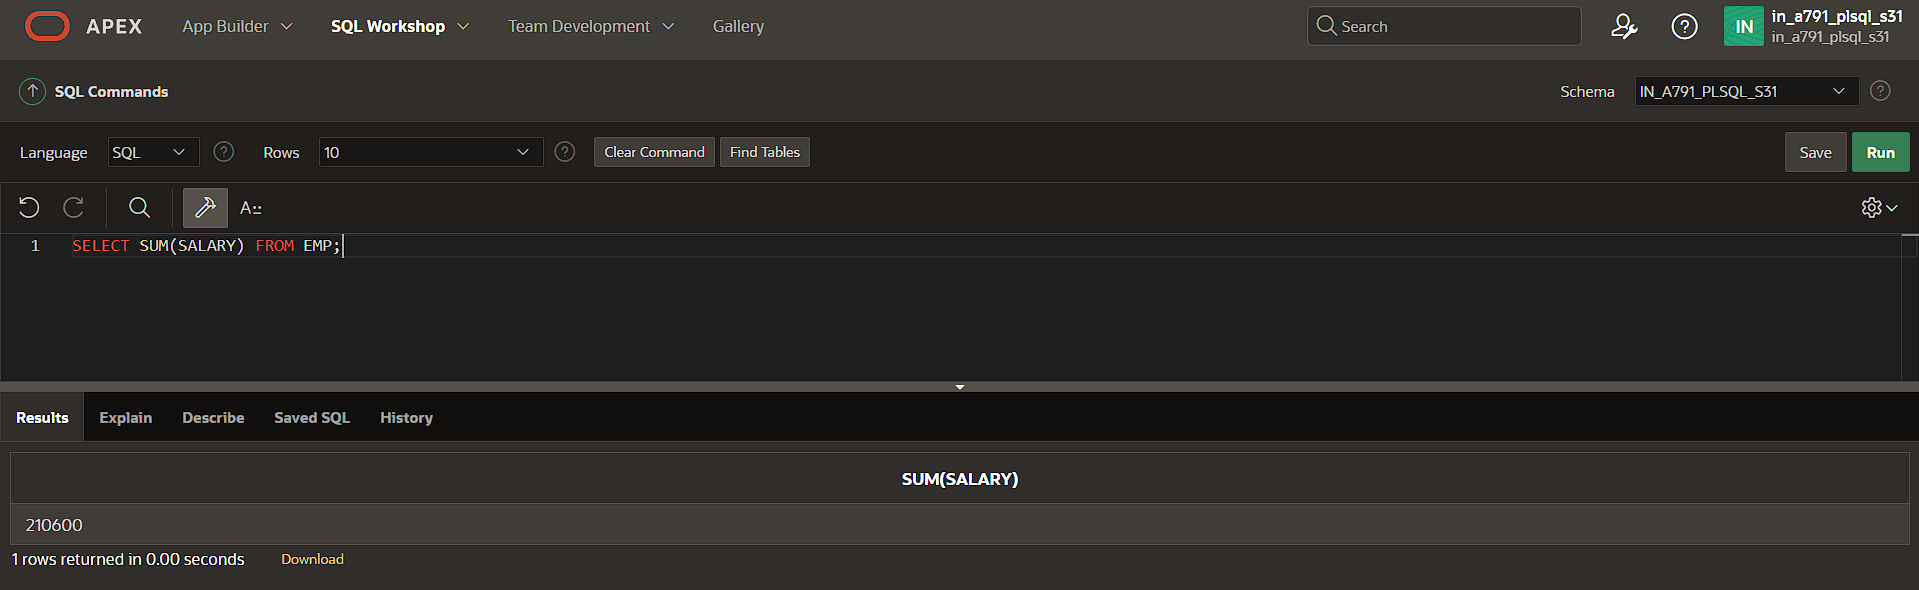 APEX App Builder SQL Workshop Team Development Gallery Search IN in_a791_plsql_s31
in_a791_plsql_s31
SQL Commands Schema IN_A791_PLSQL_S31
Language SQL Rows 10 Clear Command Find Tables Save Run
A::
1 SELECT SUM(SALARY) FROM EMP;
Results Explain Describe Saved SQL History
SUM(SALARY)
210600
1 rows returned in 0.00 seconds Download